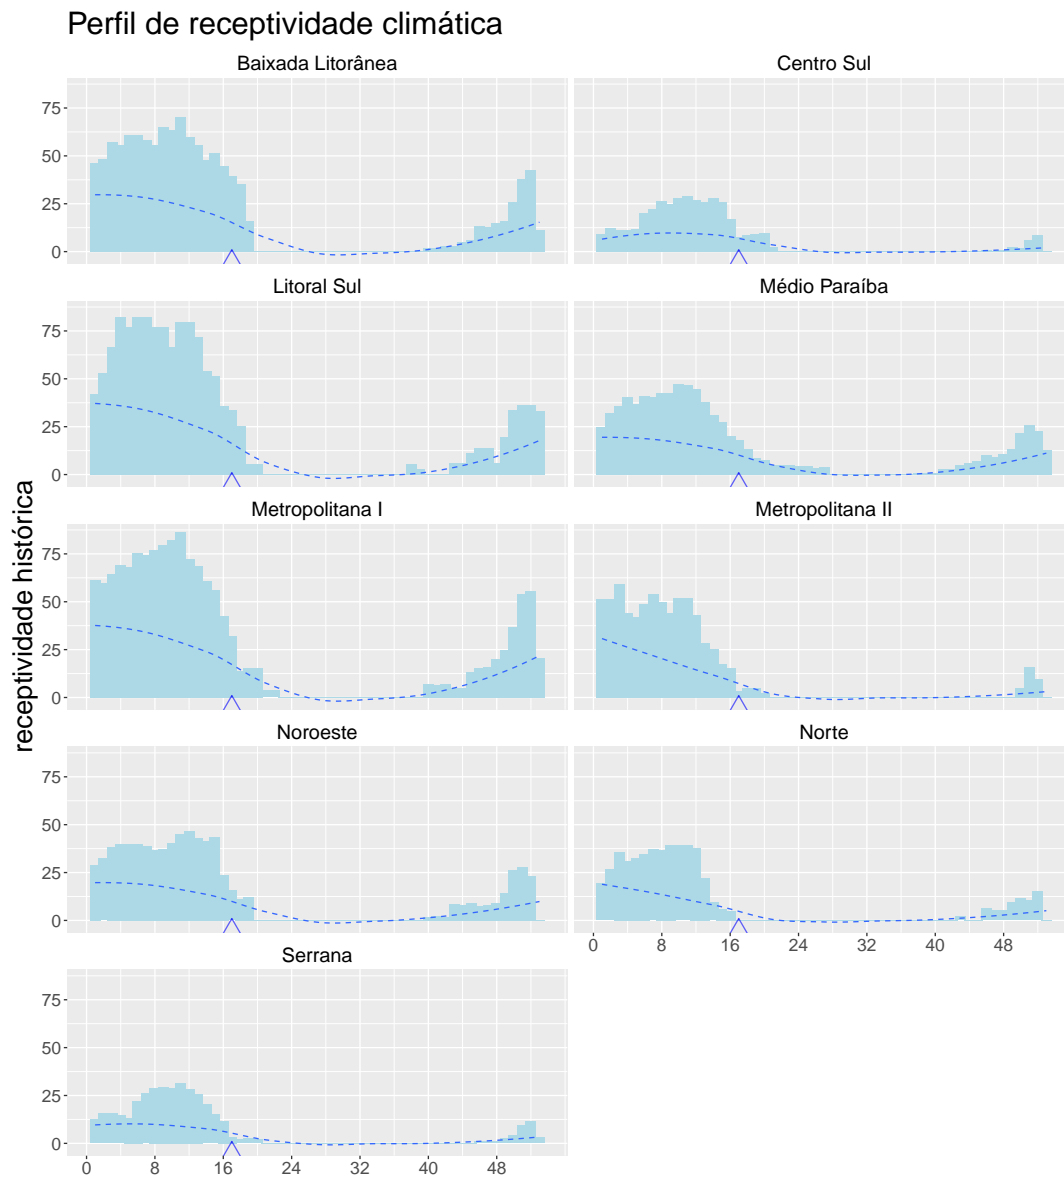 Perfil de receptividade climática
Baixada Litorânea
Centro Sul
75
50
25
0
Litoral Sul
Médio Paraíba
75
50
25
0
Metropolitana I
Metropolitana II
75
50
25
0
Noroeste
Norte
75
50
25
0
0 8 16 24 32 40 48
Serrana
75
50
25
0
0 8 16 24 32 40 48
receptividade histórica